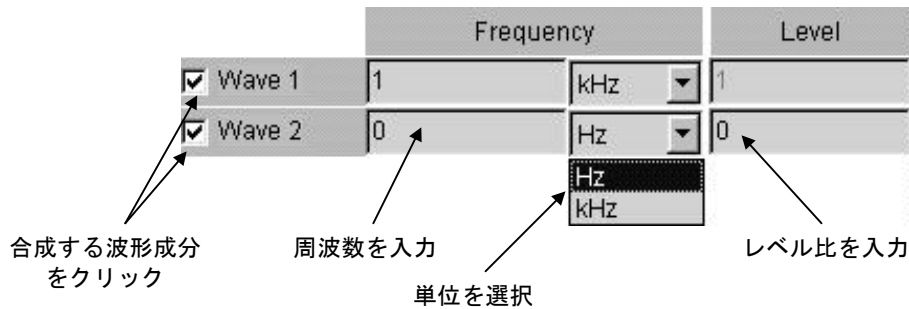 Frequency Level
Wave 1 1 kHz 1
Wave 2 0 Hz 0
Hz
kHz
合成する波形成分
をクリック
周波数を入力
レベル比を入力
単位を選択